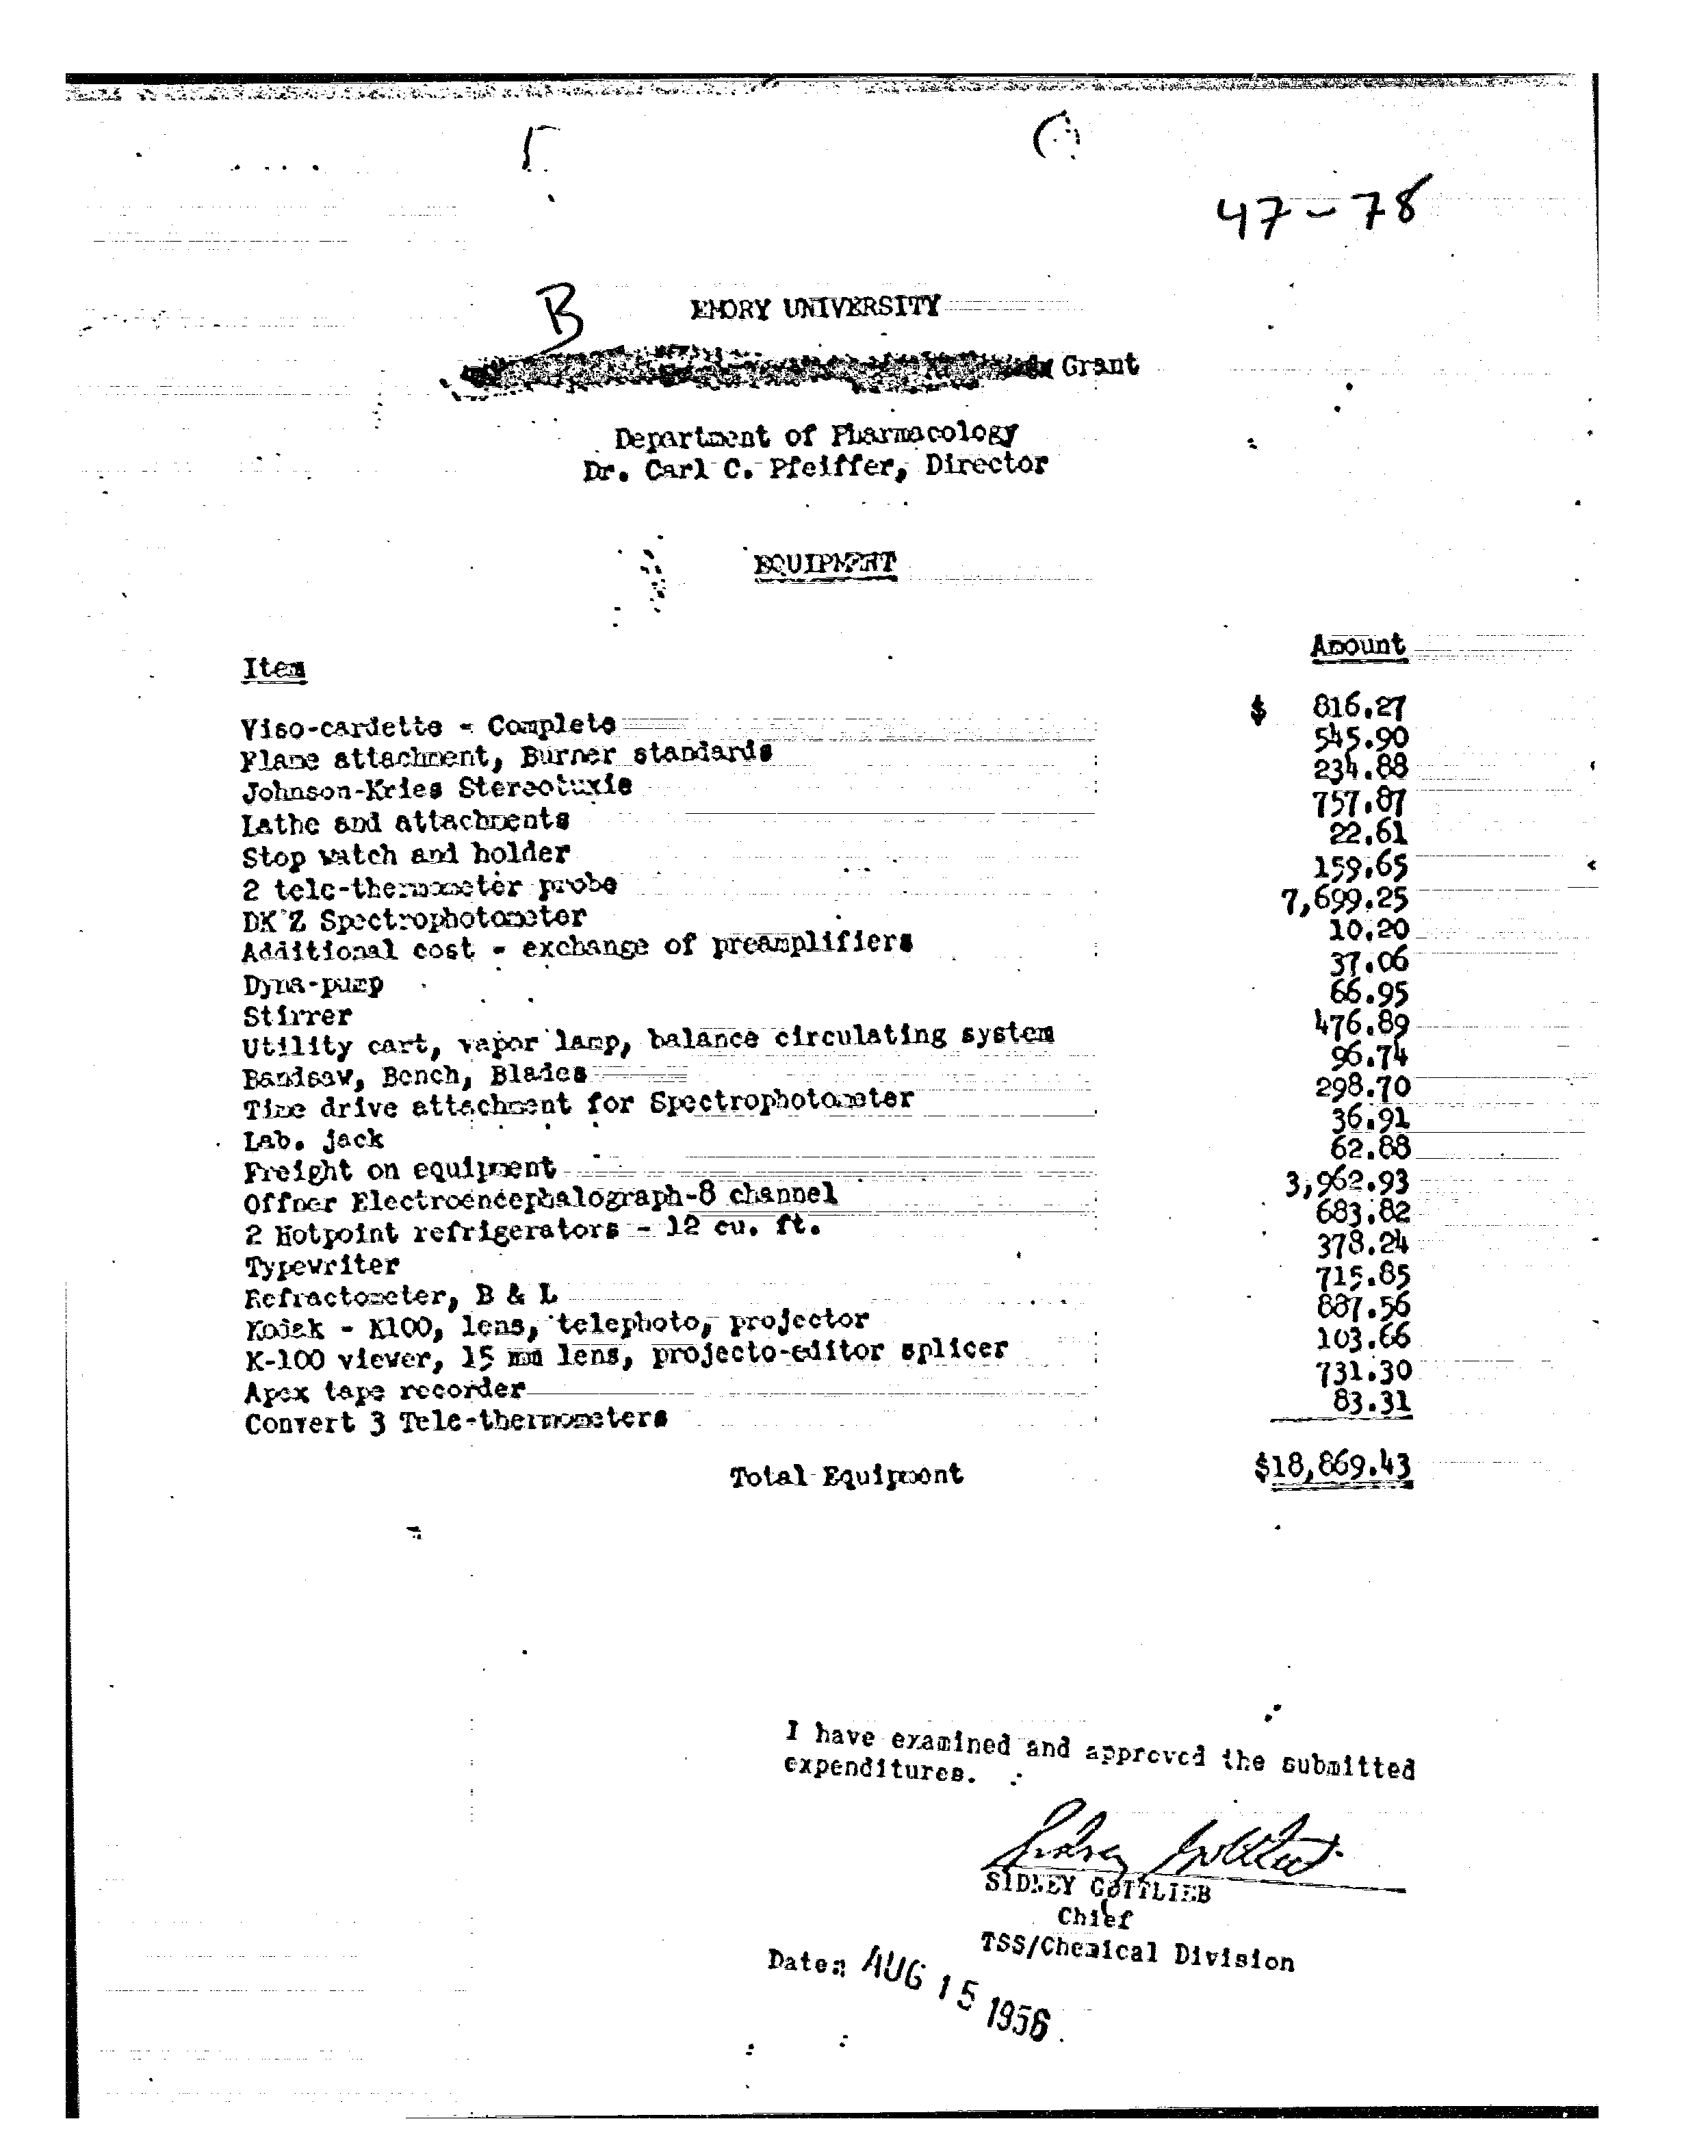 47-78
B EMORY UNIVERSITY
Grant
Department of Pharmacology
Dr. Carl C. Pfeiffer, Director
EQUIPMENT
Item Amount
Viso-cardette - Complete $ 816.27
Flame attachment, Burner standards 545.90
Johnson-Kries Stereotuxie 234.88
Lathe and attachments 757.87
Stop watch and holder 22.61
2 tele-thermometer probe 159.65
DK Z Spectrophotometer 7,699.25
Additional cost - exchange of preamplifiers 10.20
Dyna-pump 37.06
Stirrer 66.95
Utility cart, vapor lamp, balance circulating system 476.89
Bandsaw, Bench, Blades 96.74
Time drive attachment for Spectrophotometer 298.70
Lab. jack 36.91
Freight on equipment 62.88
Offner Electroencephalograph-8 channel 3,962.93
2 Hotpoint refrigerators - 12 cu. ft. 683.82
Typewriter 378.24
Refractometer, B & L 715.85
Kodak - K100, lens, telephoto, projector 887.56
K-100 viewer, 15 mm lens, projecto-editor splicer 103.66
Apex tape recorder 731.30
Convert 3 Tele-thermometers 83.31
Total Equipment $18,869.43
I have examined and approved the submitted
expenditures.
Sidney Gottlieb
SIDNEY GOTTLIEB
Chief
TSS/Chemical Division
Date: AUG 15 1956